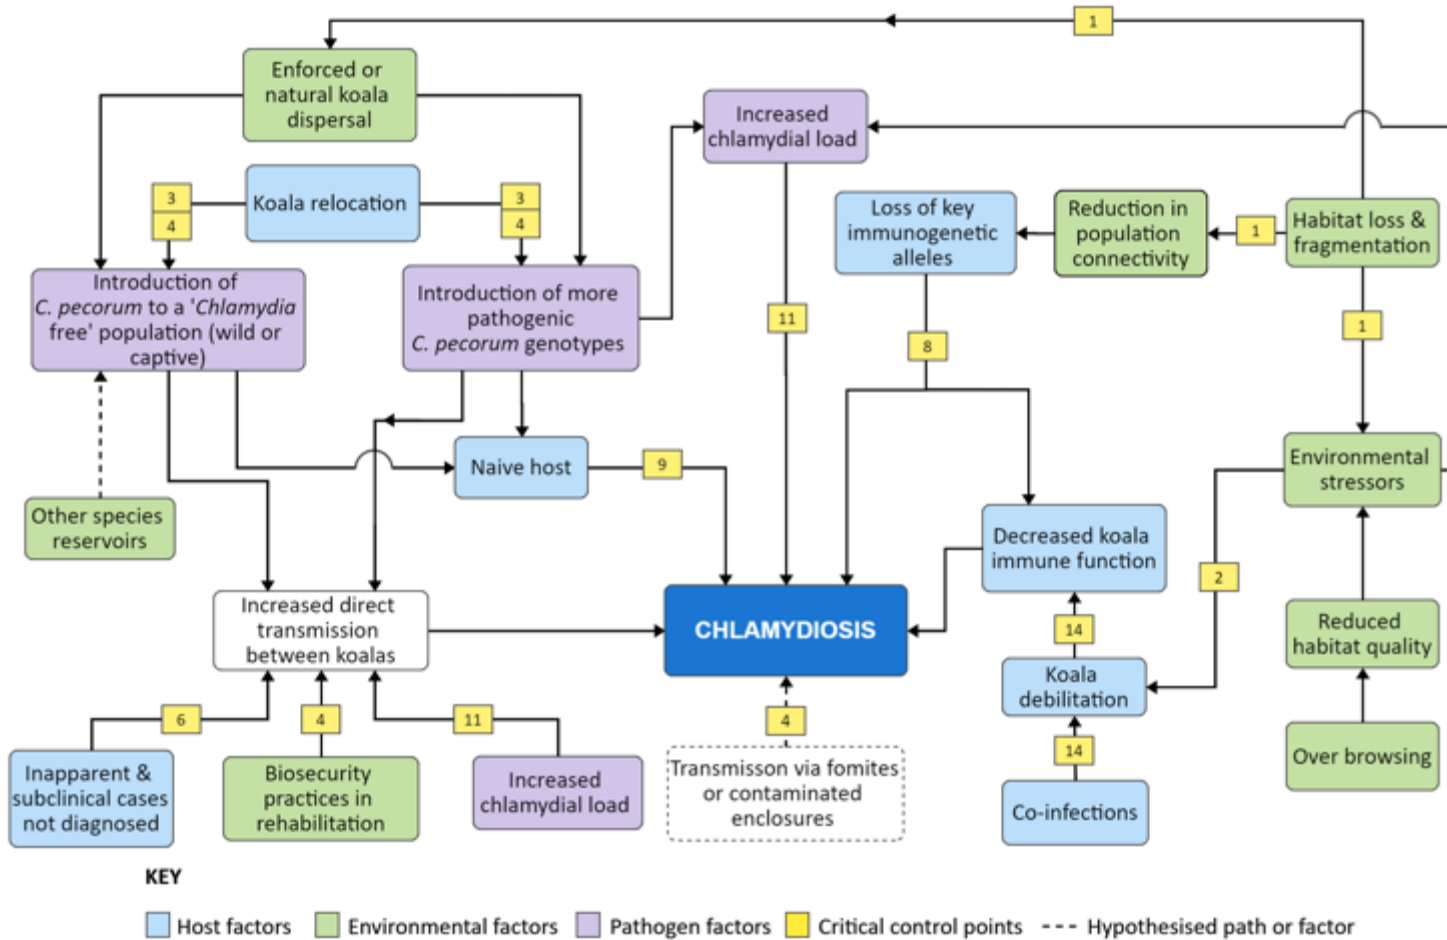 1
Enforced or
natural koala
dispersal
Increased
chlamydial load
3
4
Koala relocation
3
4
Loss of key
immunogenetic
alleles
Reduction in
population
connectivity
1
Habitat loss &
fragmentation
Introduction of
C. pecorum to a 'Chlamydia
free' population (wild or
captive)
Introduction of more
pathogenic
C. pecorum genotypes
11
8
1
Naive host
9
Environmental
stressors
Other species
reservoirs
Decreased koala
immune function
2
Increased direct
transmission
between koalas
CHLAMYDIOSIS
14
Reduced
habitat quality
Koala
debilitation
6
4
11
4
14
Inapparent &
subclinical cases
not diagnosed
Biosecurity
practices in
rehabilitation
Increased
chlamydial load
Transmisson via fomites
or contaminated
enclosures
Co-infections
Over browsing
KEY
Host factors
Environmental factors
Pathogen factors
Critical control points
Hypothesised path or factor